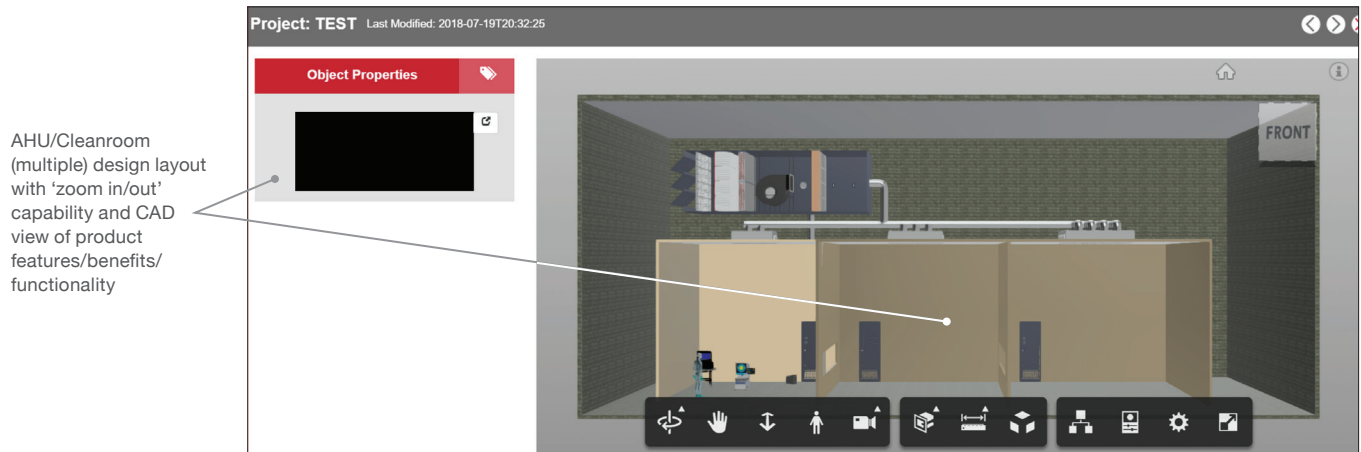 Project: TEST Last Modified: 2018-07-19T20:32:25
Object Properties
AHU/Cleanroom
(multiple) design layout
with ‘zoom in/out’
capability and CAD
view of product
features/benefits/
functionality
FRONT